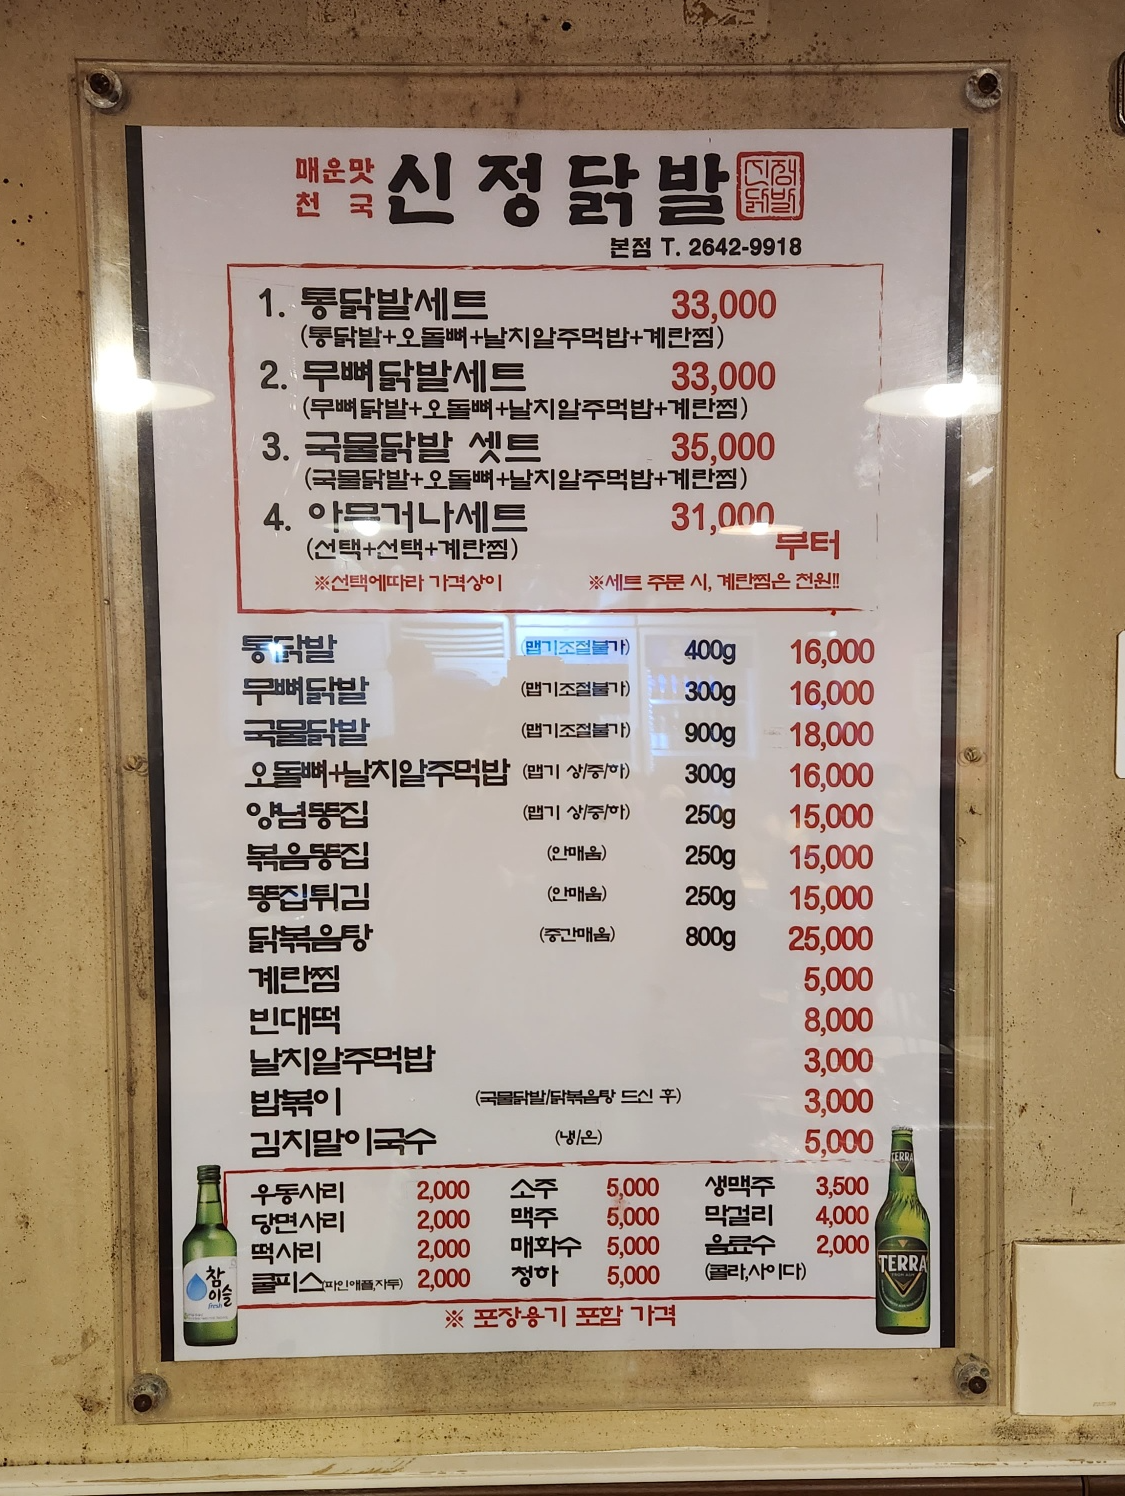 매운맛 천국 신정닭발 신정닭발
본점 T. 2642-9918
1. 통닭발세트 33,000
(통닭발+오돌뼈+날치알주먹밥+계란찜)
2. 무뼈닭발세트 33,000
(무뼈닭발+오돌뼈+날치알주먹밥+계란찜)
3. 국물닭발 셋트 35,000
(국물닭발+오돌뼈+날치알주먹밥+계란찜)
4. 아무거나세트 31,000 부터
(선택+선택+계란찜)
※선택에따라 가격상이 ※세트 주문 시, 계란찜은 천원!!
통닭발 (맵기조절불가) 400g 16,000
무뼈닭발 (맵기조절불가) 300g 16,000
국물닭발 (맵기조절불가) 900g 18,000
오돌뼈+날치알주먹밥 (맵기 상/중/하) 300g 16,000
양념똥집 (맵기 상/중/하) 250g 15,000
볶음똥집 (안매움) 250g 15,000
똥집튀김 (안매움) 250g 15,000
닭볶음탕 (중간매움) 800g 25,000
계란찜 5,000
빈대떡 8,000
날치알주먹밥 3,000
밥볶이 (국물닭발/닭볶음탕 드신 후) 3,000
김치말이국수 (냉/온) 5,000
우동사리 2,000 소주 5,000 생맥주 3,500
당면사리 2,000 맥주 5,000 막걸리 4,000
떡사리 2,000 매화수 5,000 음료수 2,000
쿨피스(파인애플,자두) 2,000 청하 5,000 (콜라,사이다)
※ 포장용기 포함 가격
참이슬
fresh
TERRA
TERRA